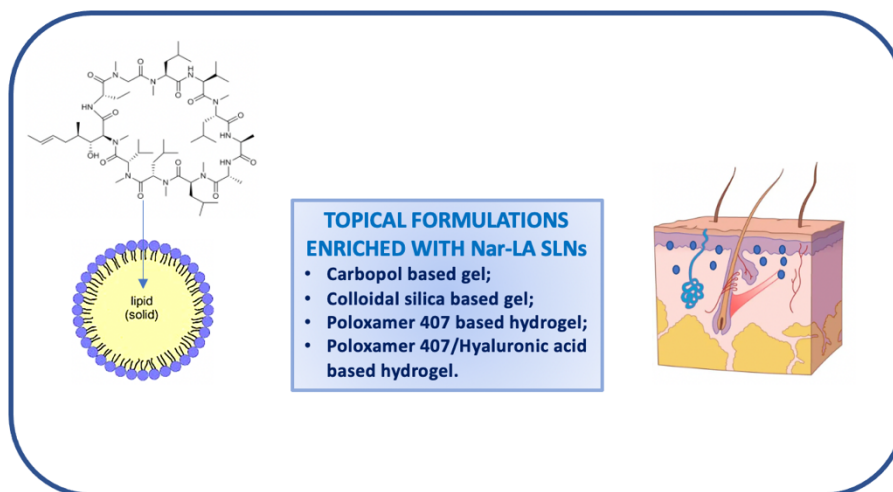 lipid
(solid)
TOPICAL FORMULATIONS
ENRICHED WITH Nar-LA SLNs
• Carbopol based gel;
• Colloidal silica based gel;
• Poloxamer 407 based hydrogel;
• Poloxamer 407/Hyaluronic acid
based hydrogel.